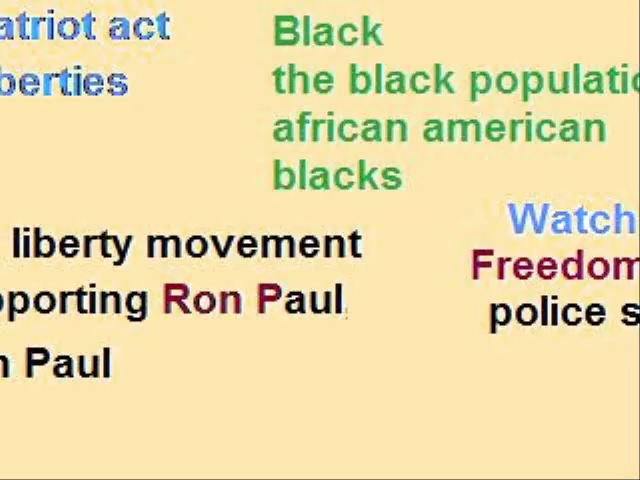 atriot act
berties
Black
the black populatio
african american
blacks
Watch
Freedom
police s
liberty movement
pporting Ron Paul
n Paul